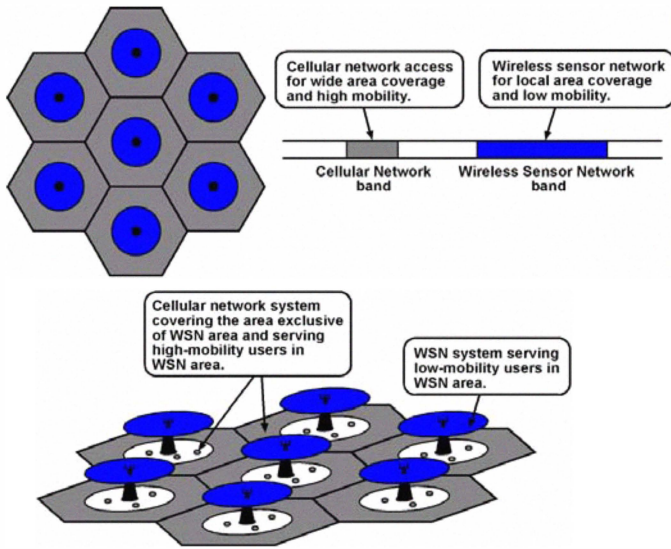 Cellular network access
for wide area coverage
and high mobility.
Wireless sensor network
for local area coverage
and low mobility.
Cellular Network
band
Wireless Sensor Network
band
Cellular network system
covering the area exclusive
of WSN area and serving
high-mobility users in
WSN area.
WSN system serving
low-mobility users in
WSN area.